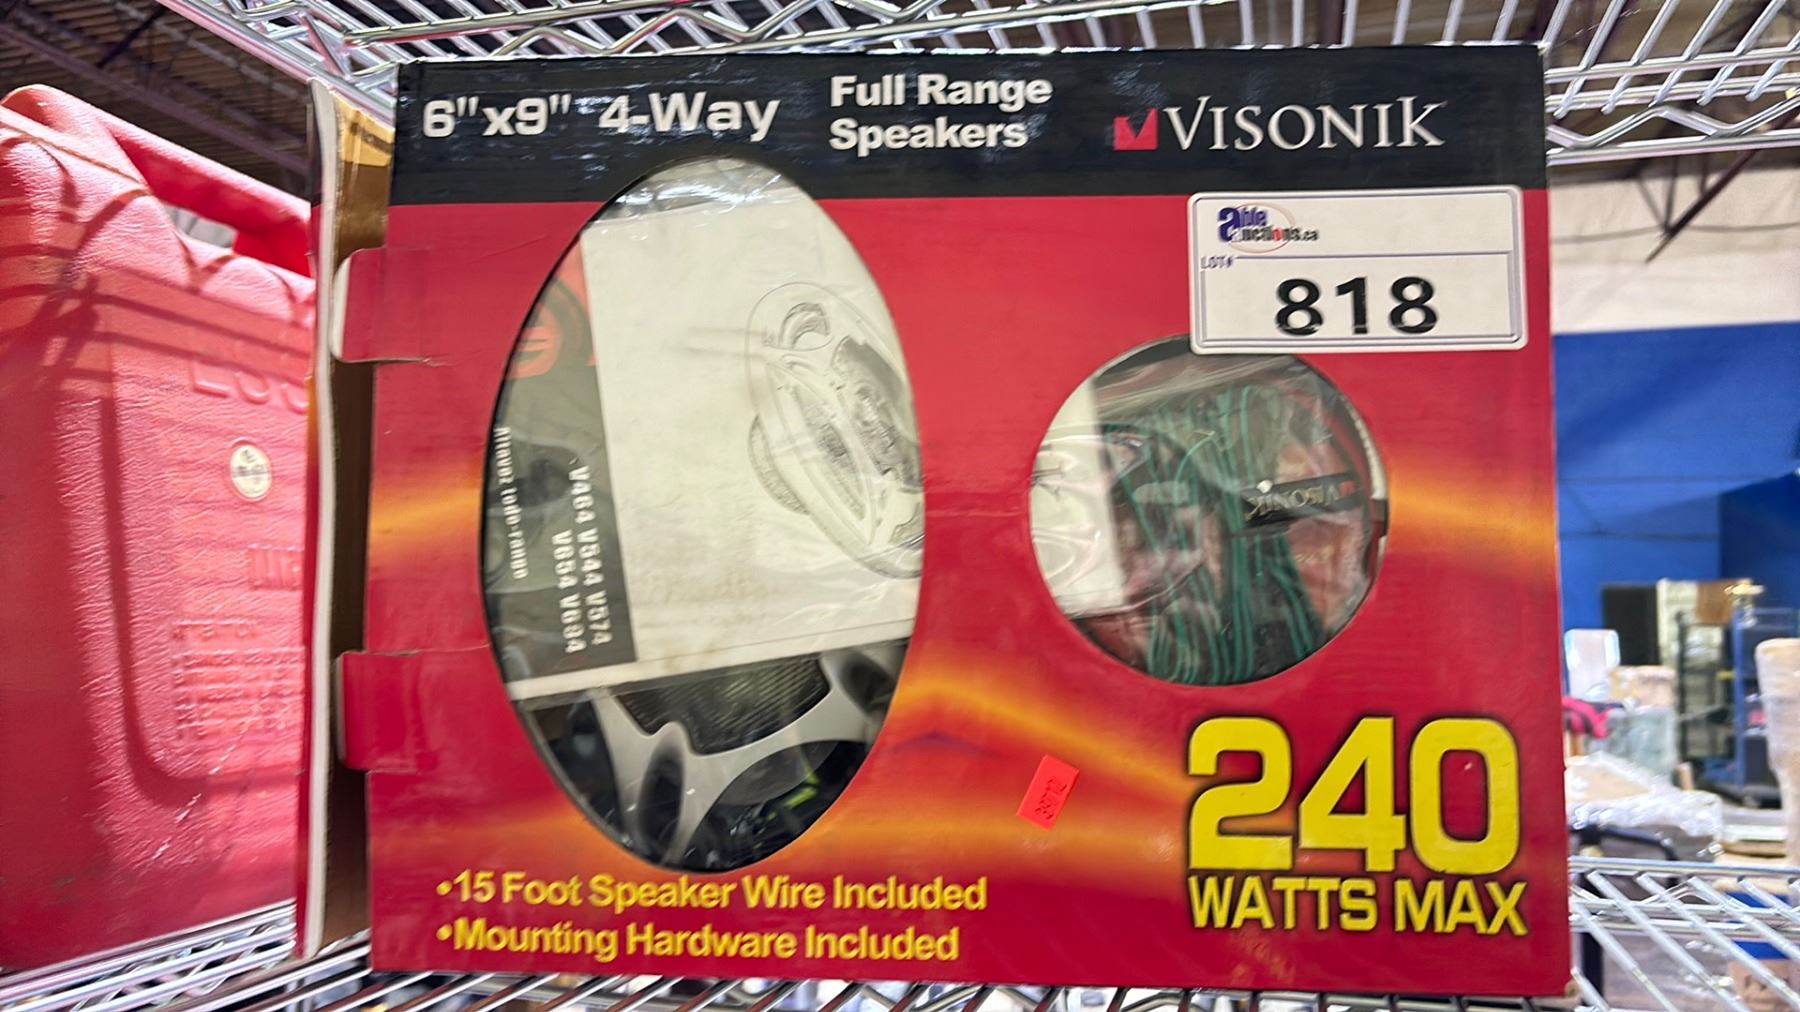 6"x9" 4-Way
Full Range
Speakers
VISONIK
able
auctions.ca
LOT#
818
V464 V544 V574
V654 V694
VISONIK
240
WATTS MAX
•15 Foot Speaker Wire Included
•Mounting Hardware Included